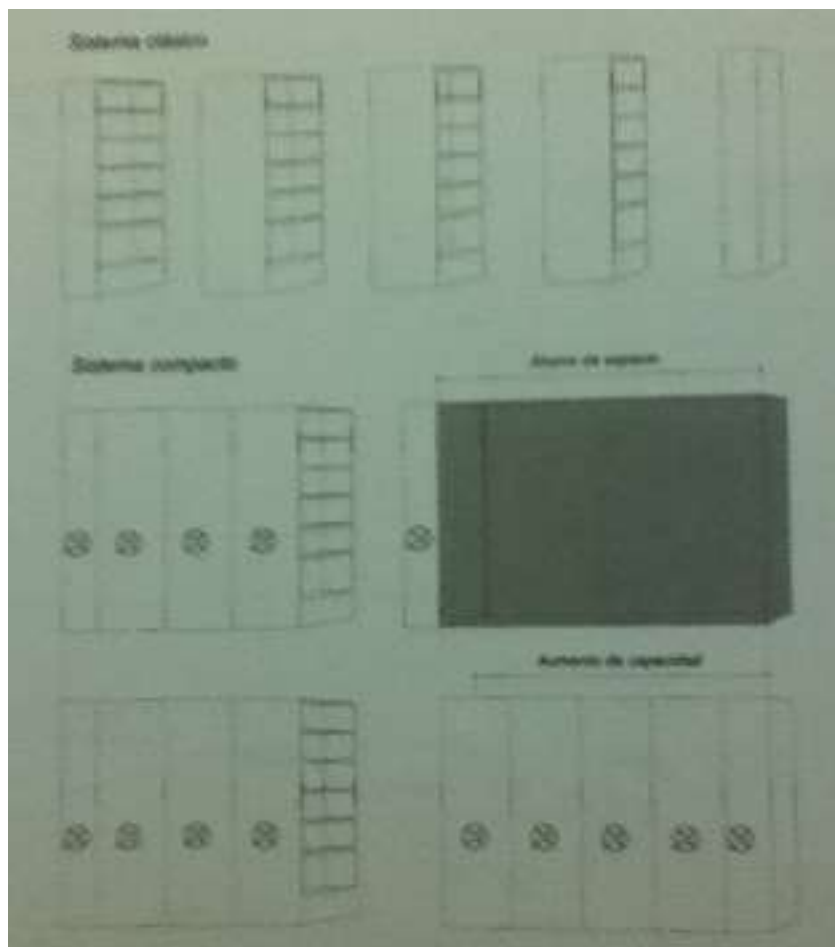 Sistema clásico
Sistema compacto
Ahorro de espacio
Aumento de capacidad